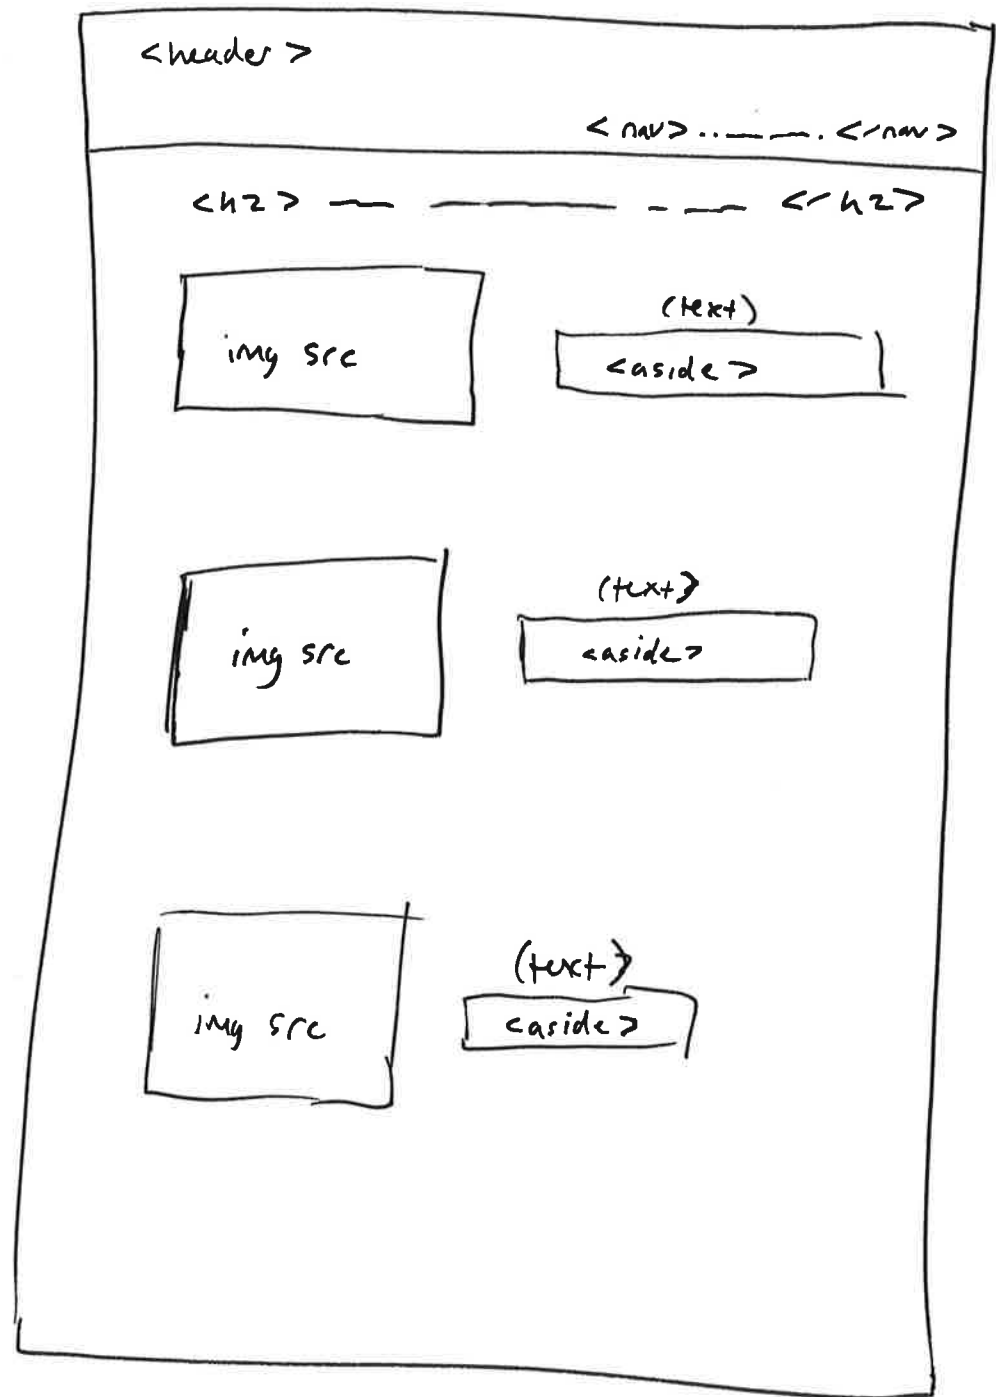 <header>
<nav> ..— —. </nav>
<h2> — — - — </h2>
img src
(text)
<aside>
img src
(text)
<aside>
img src
(text)
<aside>